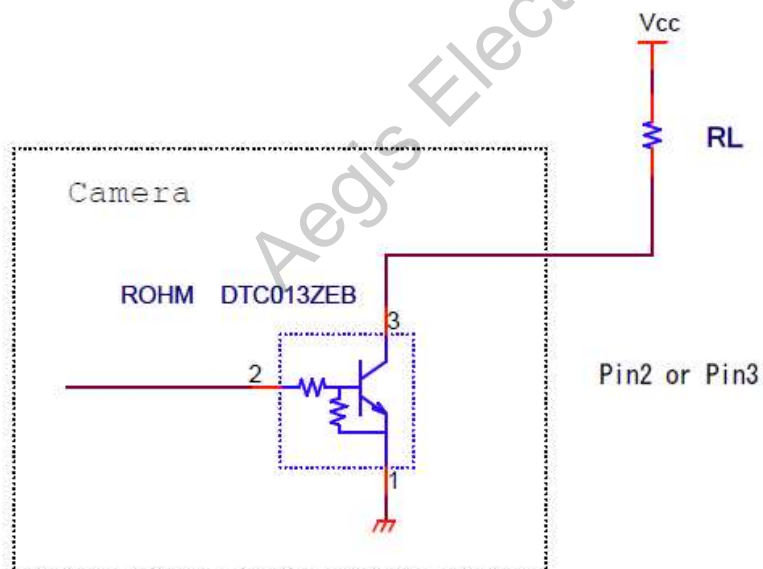 Vcc
RL
Aegis Elect
Camera
ROHM DTC013ZEB
3
2
Pin2 or Pin3
1